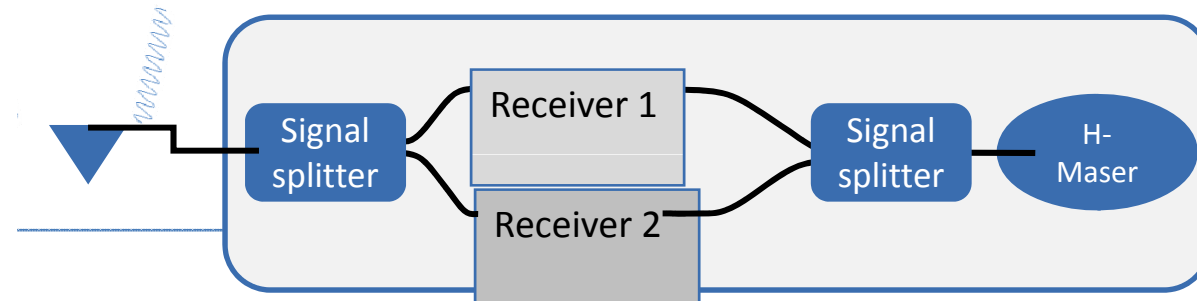 Signal
splitter
Receiver 1
Receiver 2
Signal
splitter
H-
Maser